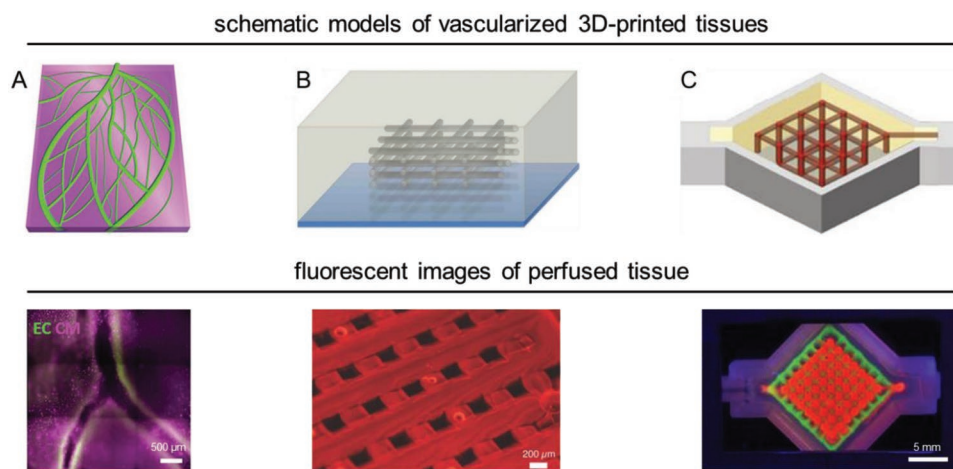 schematic models of vascularized 3D-printed tissues
A B C
fluorescent images of perfused tissue
EC CM
500 µm
200 µm
5 mm